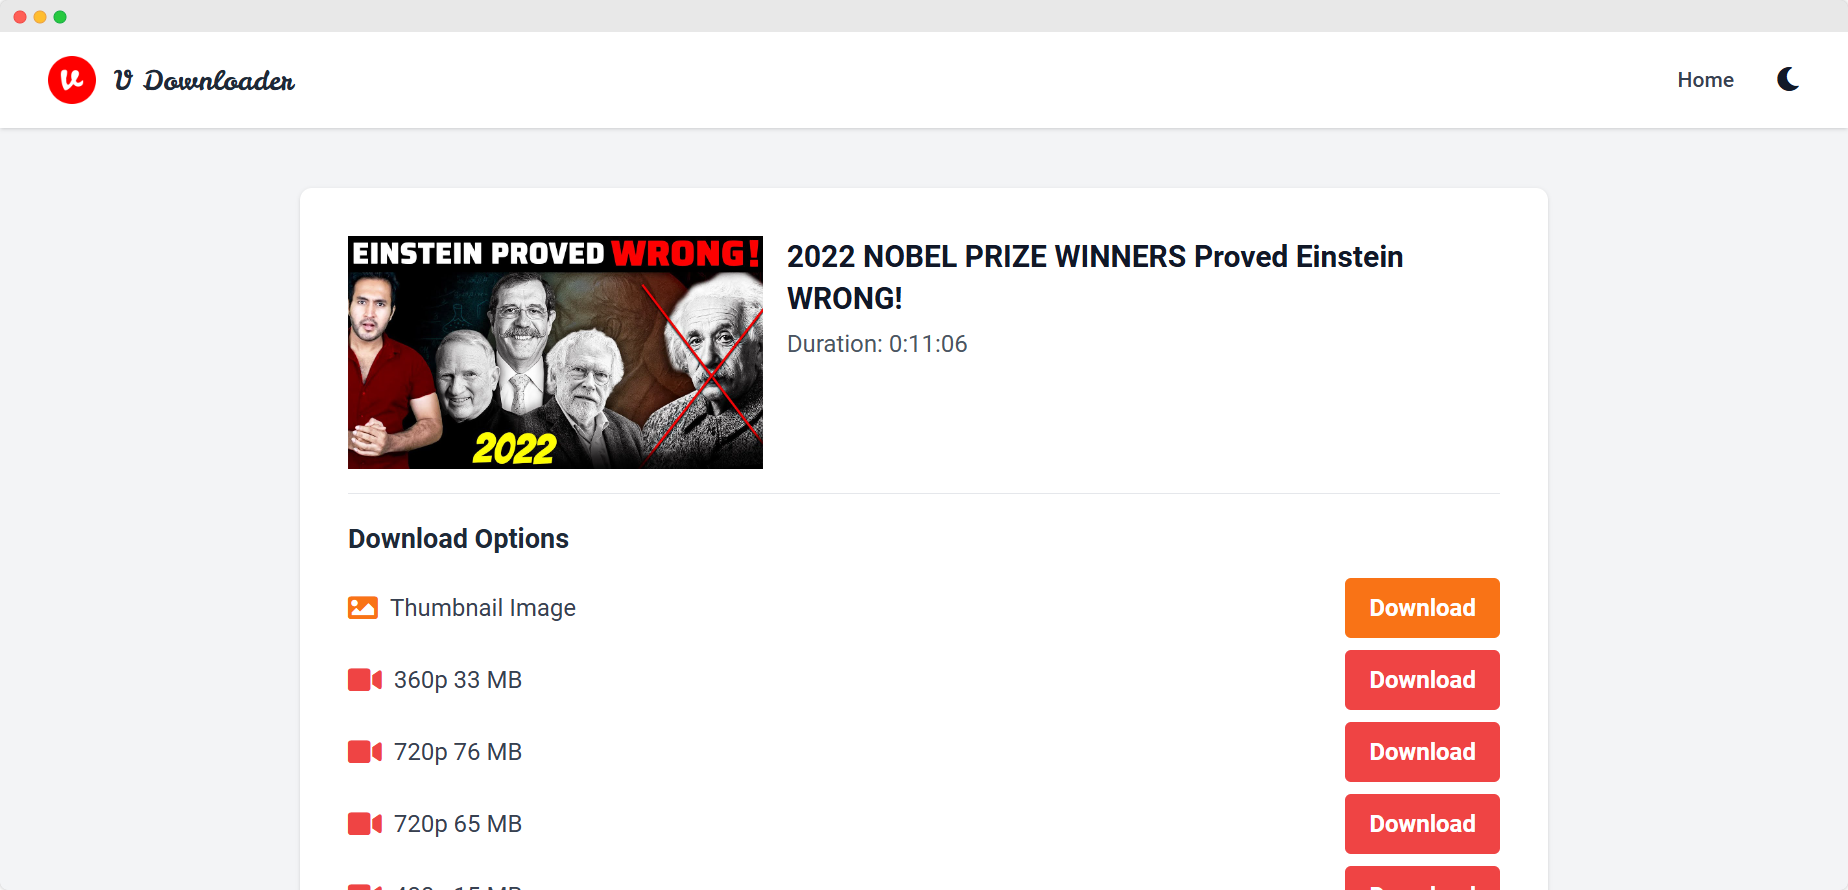 V Downloader
Home
EINSTEIN PROVED WRONG!
2022
2022 NOBEL PRIZE WINNERS Proved Einstein
WRONG!
Duration: 0:11:06
Download Options
Thumbnail Image
Download
360p 33 MB
Download
720p 76 MB
Download
720p 65 MB
Download